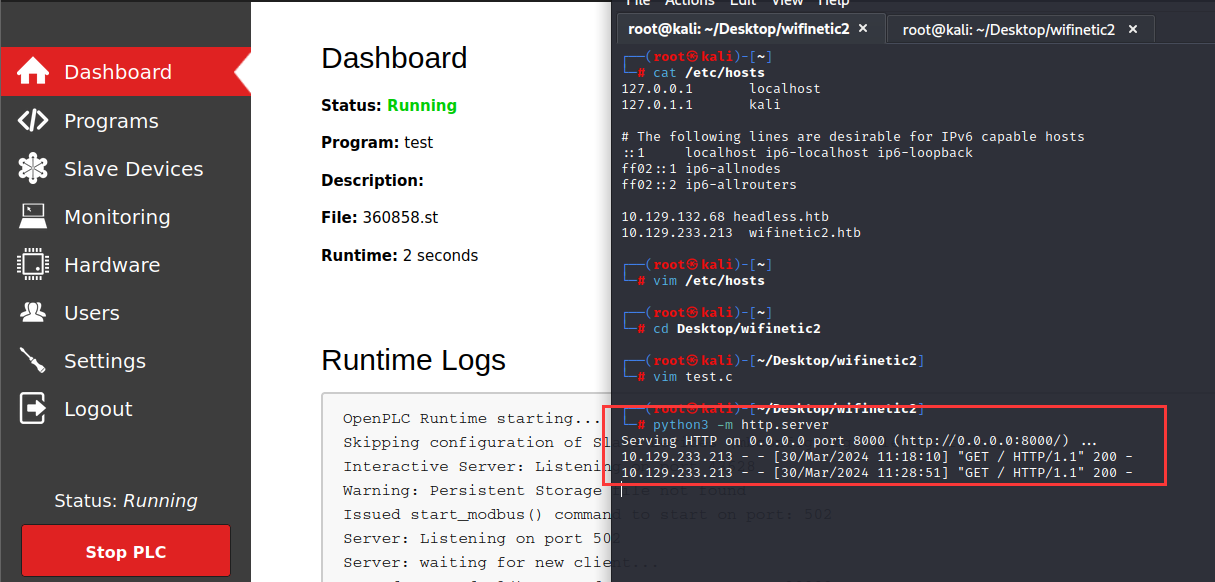 Dashboard
Programs
Slave Devices
Monitoring
Hardware
Users
Settings
Logout
Status: Running
Stop PLC
Dashboard
Status: Running
Program: test
Description:
File: 360858.st
Runtime: 2 seconds
Runtime Logs
OpenPLC Runtime starting...
Skipping configuration of
Interactive Server: Listening
Warning: Persistent Storage file not found
Issued start_modbus() command to start on port: 502
Server: Listening on port 502
Server: waiting for new client...
File Actions Edit View Help
root@kali: ~/Desktop/wifinetic2 × root@kali: ~/Desktop/wifinetic2 ×
┌──(root㉿kali)-[~]
└─# cat /etc/hosts
127.0.0.1 localhost
127.0.1.1 kali
# The following lines are desirable for IPv6 capable hosts
::1 localhost ip6-localhost ip6-loopback
ff02::1 ip6-allnodes
ff02::2 ip6-allrouters
10.129.132.68 headless.htb
10.129.233.213 wifinetic2.htb
┌──(root㉿kali)-[~]
└─# vim /etc/hosts
┌──(root㉿kali)-[~]
└─# cd Desktop/wifinetic2
┌──(root㉿kali)-[~/Desktop/wifinetic2]
└─# vim test.c
┌──(root㉿kali)-[~/Desktop/wifinetic2]
└─# python3 -m http.server
Serving HTTP on 0.0.0.0 port 8000 (http://0.0.0.0:8000/) ...
10.129.233.213 - - [30/Mar/2024 11:18:10] "GET / HTTP/1.1" 200 -
10.129.233.213 - - [30/Mar/2024 11:28:51] "GET / HTTP/1.1" 200 -